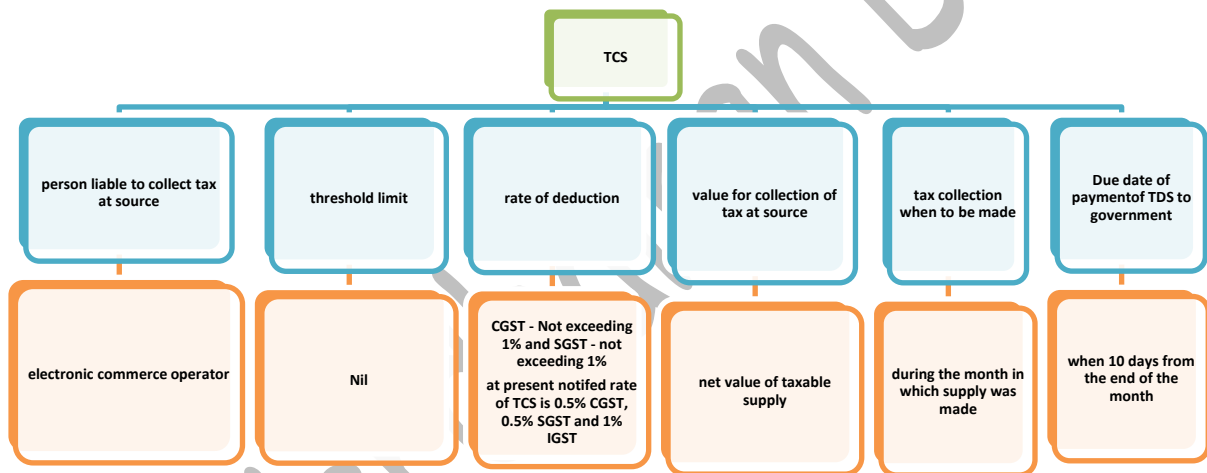 TCS
person liable to collect tax
at source
threshold limit
rate of deduction
value for collection of
tax at source
tax collection
when to be made
Due date of
paymentof TDS to
government
electronic commerce operator
Nil
CGST - Not exceeding
1% and SGST - not
exceeding 1%
at present notifed rate
of TCS is 0.5% CGST,
0.5% SGST and 1%
IGST
net value of taxable
supply
during the month in
which supply was
made
when 10 days from
the end of the
month